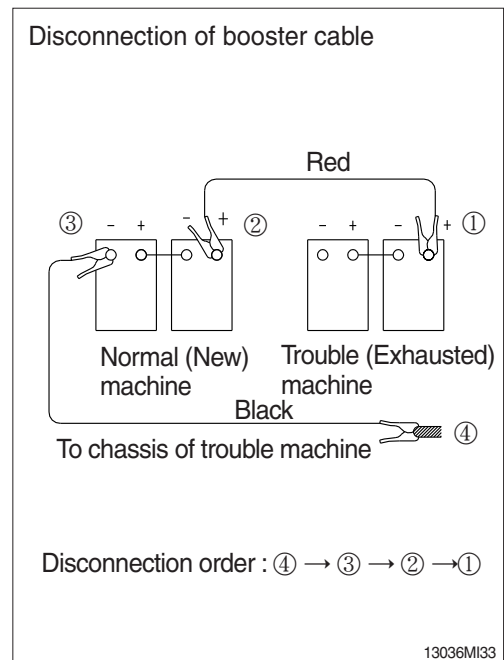 Disconnection of booster cable
Red
③ - + - + ② - + - + ①
Normal (New)
machine
Trouble (Exhausted)
machine
Black
④
To chassis of trouble machine
Disconnection order : ④ → ③ → ② →①
13036MI33